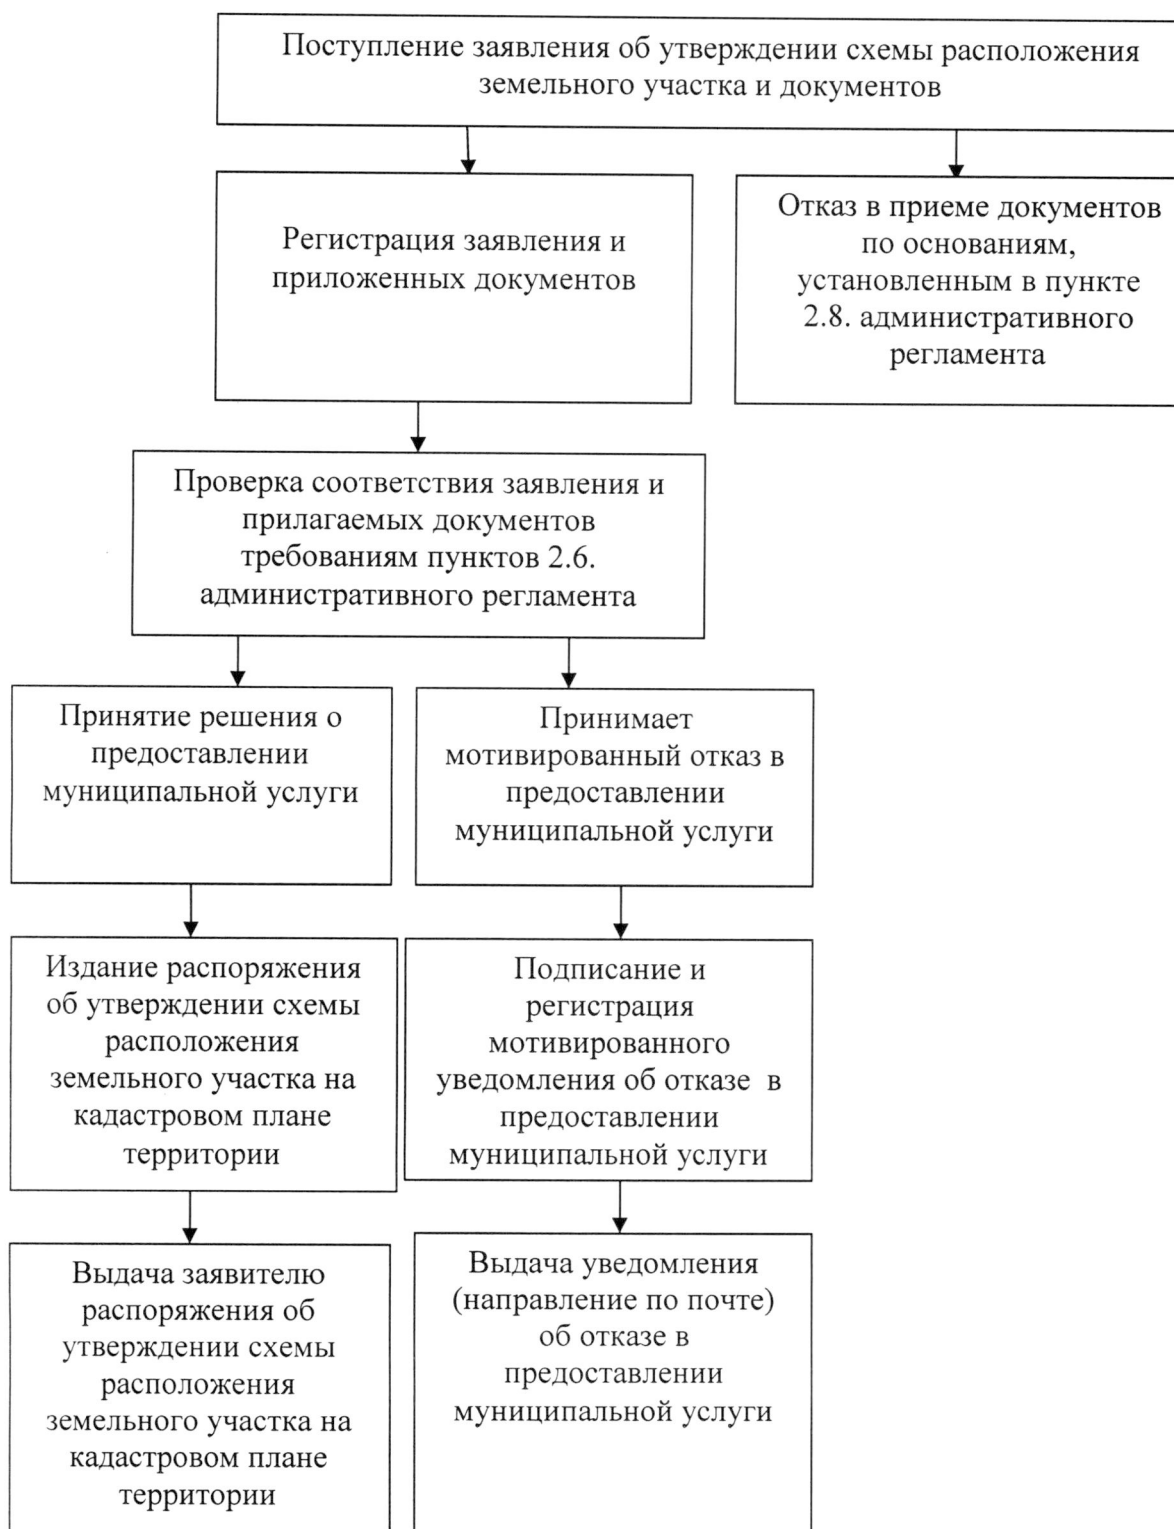 Поступление заявления об утверждении схемы расположения
земельного участка и документов
Регистрация заявления и
приложенных документов
Отказ в приеме документов
по основаниям,
установленным в пункте
2.8. административного
регламента
Проверка соответствия заявления и
прилагаемых документов
требованиям пунктов 2.6.
административного регламента
Принятие решения о
предоставлении
муниципальной услуги
Принимает
мотивированный отказ в
предоставлении
муниципальной услуги
Издание распоряжения
об утверждении схемы
расположения
земельного участка на
кадастровом плане
территории
Подписание и
регистрация
мотивированного
уведомления об отказе в
предоставлении
муниципальной услуги
Выдача заявителю
распоряжения об
утверждении схемы
расположения
земельного участка на
кадастровом плане
территории
Выдача уведомления
(направление по почте)
об отказе в
предоставлении
муниципальной услуги